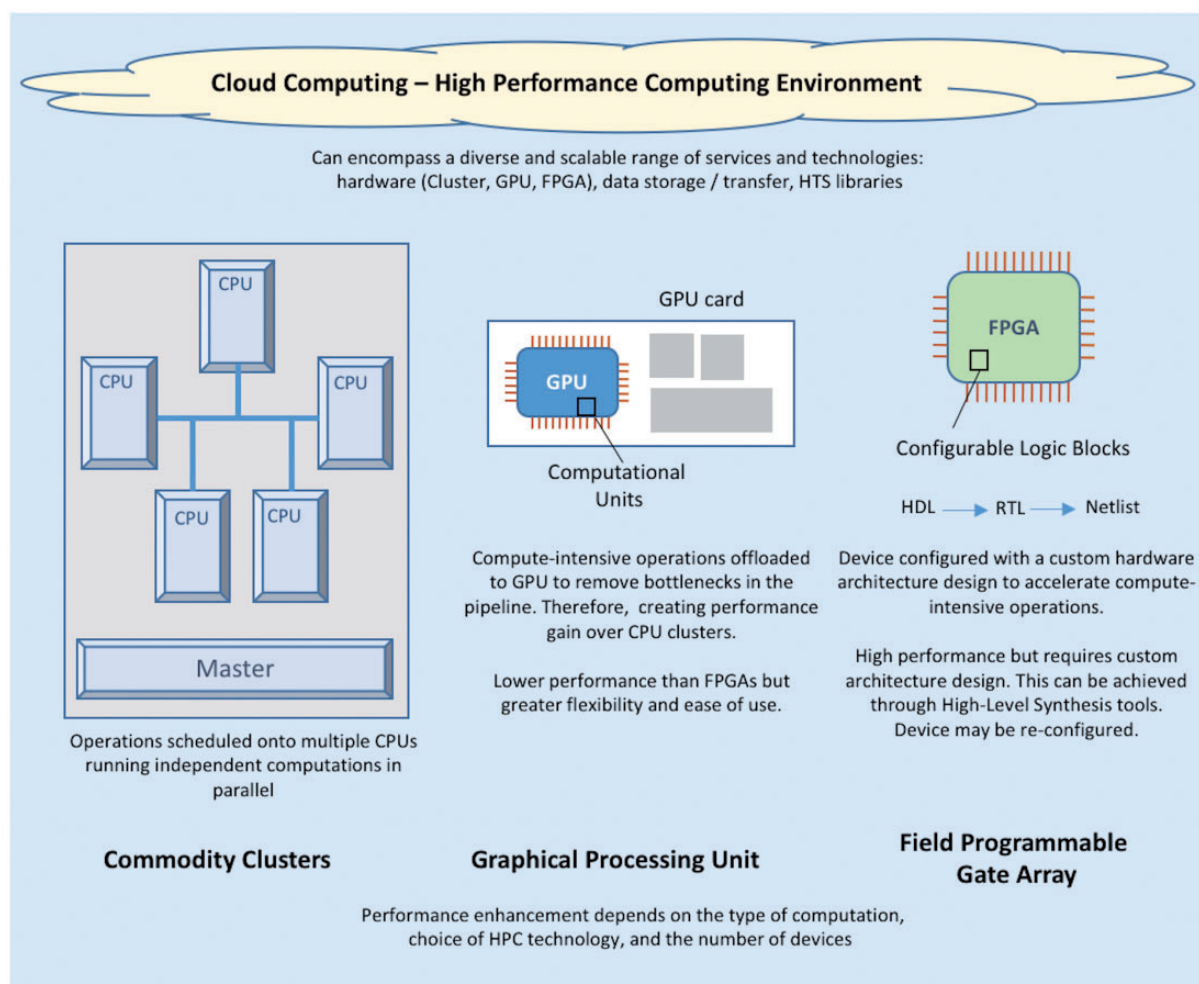 Cloud Computing – High Performance Computing Environment
Can encompass a diverse and scalable range of services and technologies:
hardware (Cluster, GPU, FPGA), data storage / transfer, HTS libraries
CPU
CPU
CPU
CPU
CPU
Master
Operations scheduled onto multiple CPUs
running independent computations in
parallel
Commodity Clusters
GPU card
GPU
Computational
Units
Compute-intensive operations offloaded
to GPU to remove bottlenecks in the
pipeline. Therefore, creating performance
gain over CPU clusters.
Lower performance than FPGAs but
greater flexibility and ease of use.
Graphical Processing Unit
FPGA
Configurable Logic Blocks
HDL → RTL → Netlist
Device configured with a custom hardware
architecture design to accelerate compute-
intensive operations.
High performance but requires custom
architecture design. This can be achieved
through High-Level Synthesis tools.
Device may be re-configured.
Field Programmable
Gate Array
Performance enhancement depends on the type of computation,
choice of HPC technology, and the number of devices